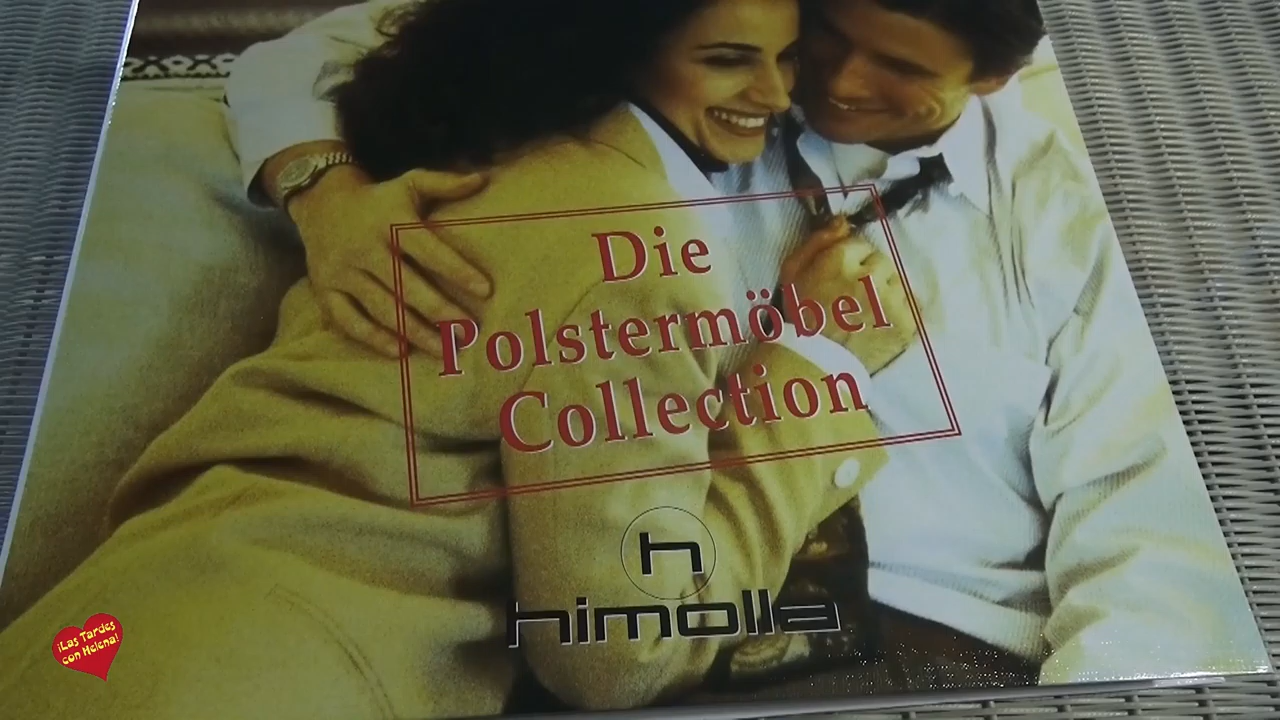 Die
Polstermöbel
Collection
h
himolla
¡Las Tardes
con Helena!